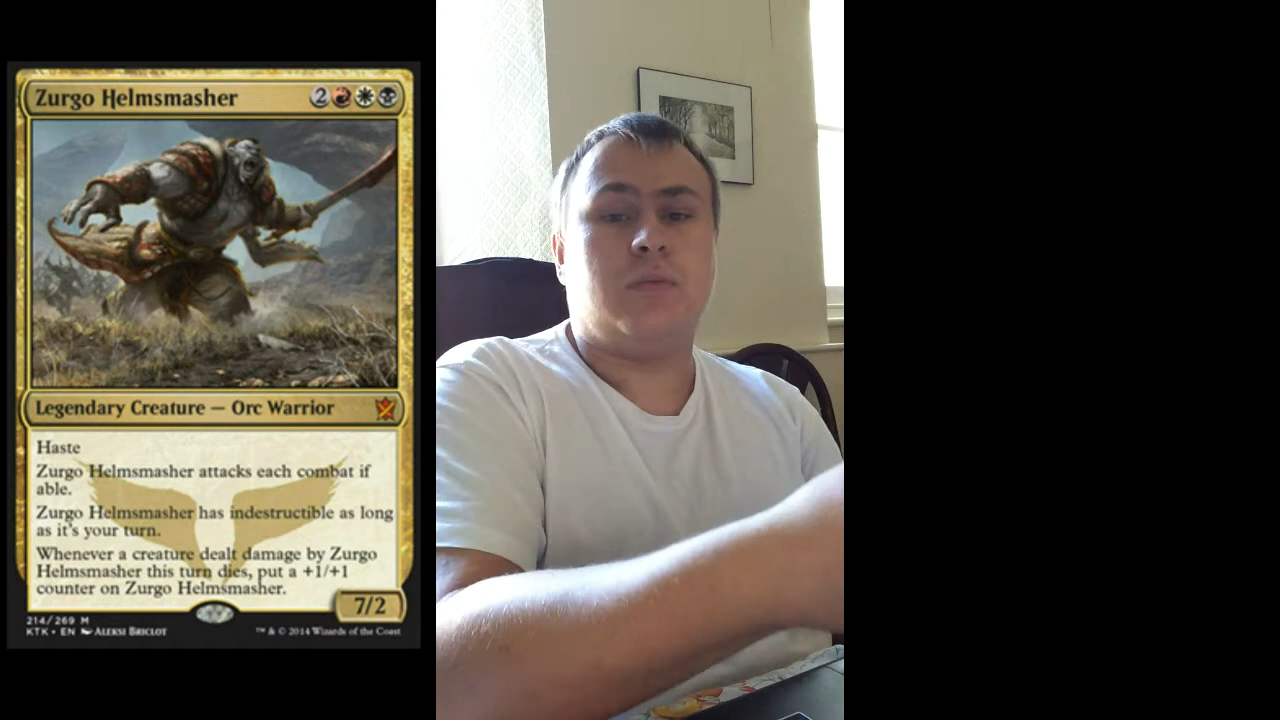 Zurgo Helmsmasher 2
Legendary Creature — Orc Warrior
Haste
Zurgo Helmsmasher attacks each combat if
able.
Zurgo Helmsmasher has indestructible as long
as it's your turn.
Whenever a creature dealt damage by Zurgo
Helmsmasher this turn dies, put a +1/+1
counter on Zurgo Helmsmasher.
7/2
214/269 M
KTK • EN ALEKSI BRICLOT ™ & © 2014 Wizards of the Coast